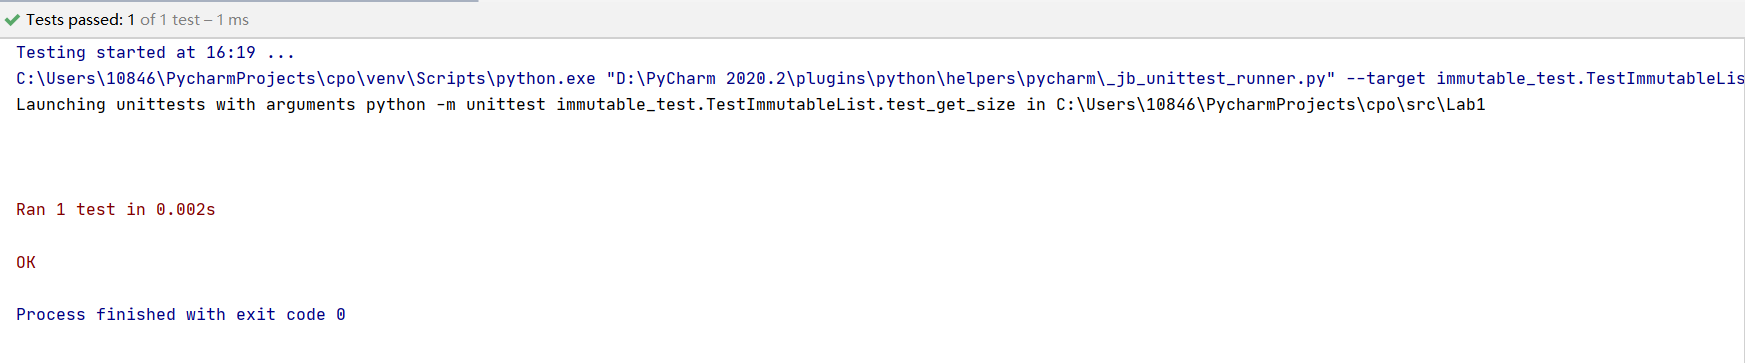 Tests passed: 1 of 1 test – 1 ms
Testing started at 16:19 ...
C:\Users\10846\PycharmProjects\cpo\venv\Scripts\python.exe "D:\PyCharm 2020.2\plugins\python\helpers\pycharm\_jb_unittest_runner.py" --target immutable_test.TestImmutableLis
Launching unittests with arguments python -m unittest immutable_test.TestImmutableList.test_get_size in C:\Users\10846\PycharmProjects\cpo\src\Lab1
Ran 1 test in 0.002s
OK
Process finished with exit code 0